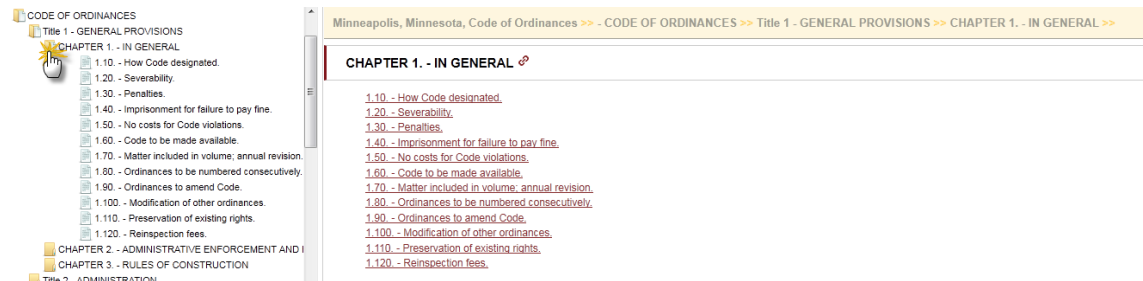 CODE OF ORDINANCES
Title 1 - GENERAL PROVISIONS
CHAPTER 1. - IN GENERAL
1.10. - How Code designated.
1.20. - Severability.
1.30. - Penalties.
1.40. - Imprisonment for failure to pay fine.
1.50. - No costs for Code violations.
1.60. - Code to be made available.
1.70. - Matter included in volume; annual revision.
1.80. - Ordinances to be numbered consecutively.
1.90. - Ordinances to amend Code.
1.100. - Modification of other ordinances.
1.110. - Preservation of existing rights.
1.120. - Reinspection fees.
CHAPTER 2. - ADMINISTRATIVE ENFORCEMENT AND
CHAPTER 3. - RULES OF CONSTRUCTION
Title 2 - ADMINISTRATION
Minneapolis, Minnesota, Code of Ordinances >> - CODE OF ORDINANCES >> Title 1 - GENERAL PROVISIONS >> CHAPTER 1. - IN GENERAL >>
CHAPTER 1. - IN GENERAL
1.10. - How Code designated.
1.20. - Severability.
1.30. - Penalties.
1.40. - Imprisonment for failure to pay fine.
1.50. - No costs for Code violations.
1.60. - Code to be made available.
1.70. - Matter included in volume; annual revision.
1.80. - Ordinances to be numbered consecutively.
1.90. - Ordinances to amend Code.
1.100. - Modification of other ordinances.
1.110. - Preservation of existing rights.
1.120. - Reinspection fees.